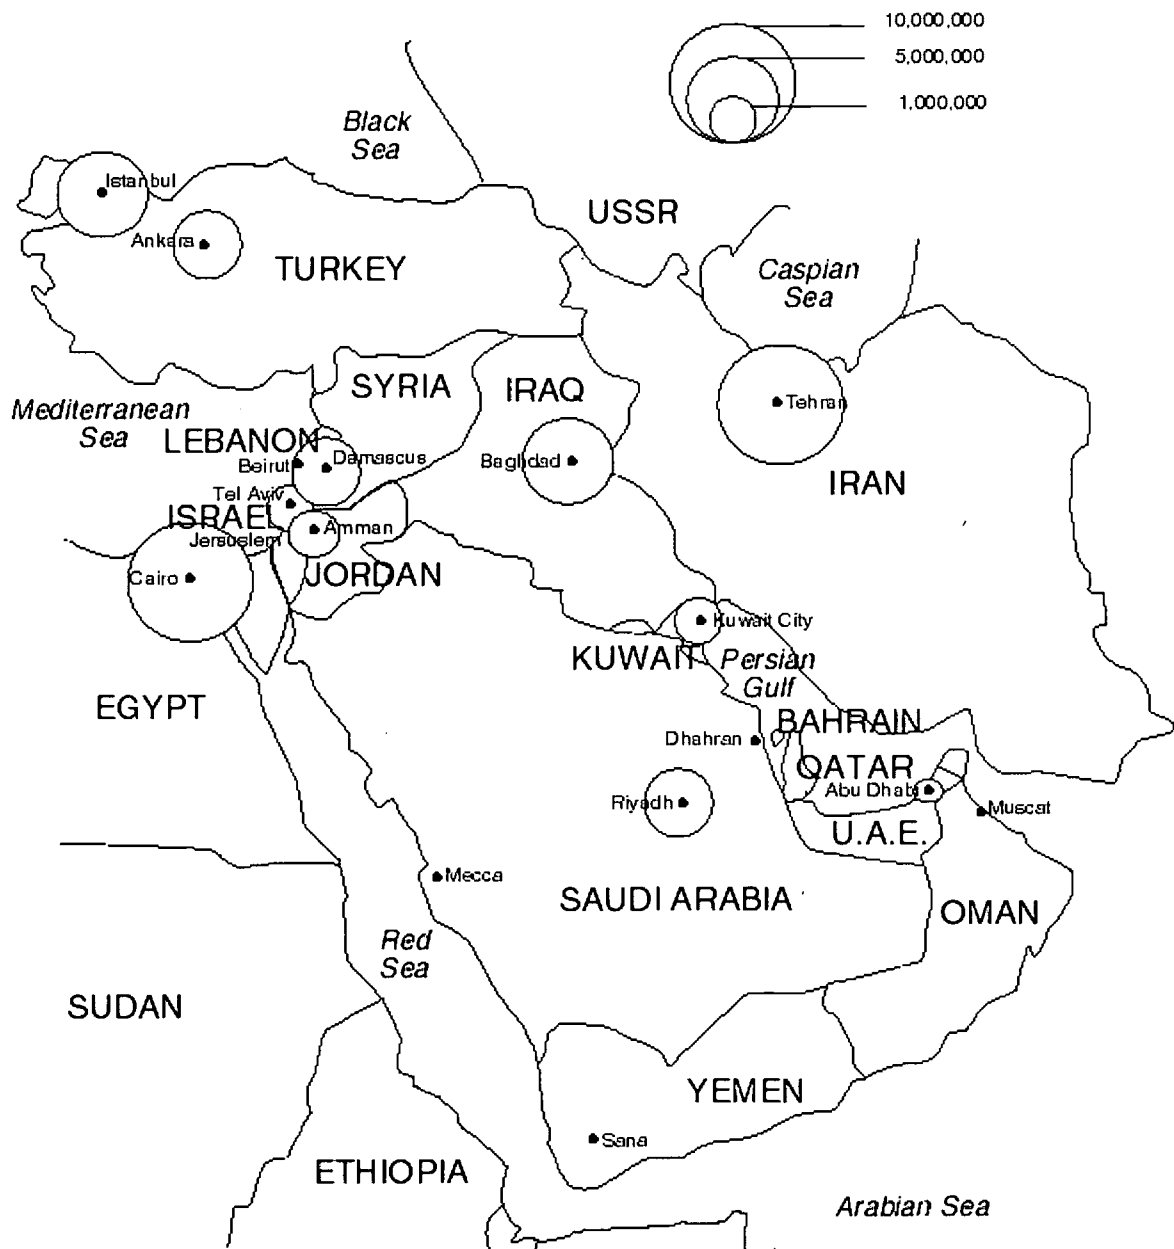 10,000,000
5,000,000
1,000,000
Black
Sea
Istanbul
USSR
Ankara
TURKEY
Caspian
Sea
SYRIA
IRAQ
Tehran
Mediterranean
Sea
LEBANON
Beirut
Damascus
Baghdad
IRAN
Tel Aviv
ISRAEL
Amman
Jersuslem
Cairo
JORDAN
Kuwait City
KUWAIT
Persian
Gulf
EGYPT
BAHRAIN
Dhahran
QATAR
Abu Dhabi
Riyadh
Muscat
U.A.E.
Mecca
SAUDI ARABIA
OMAN
Red
Sea
SUDAN
YEMEN
Sana
ETHIOPIA
Arabian Sea